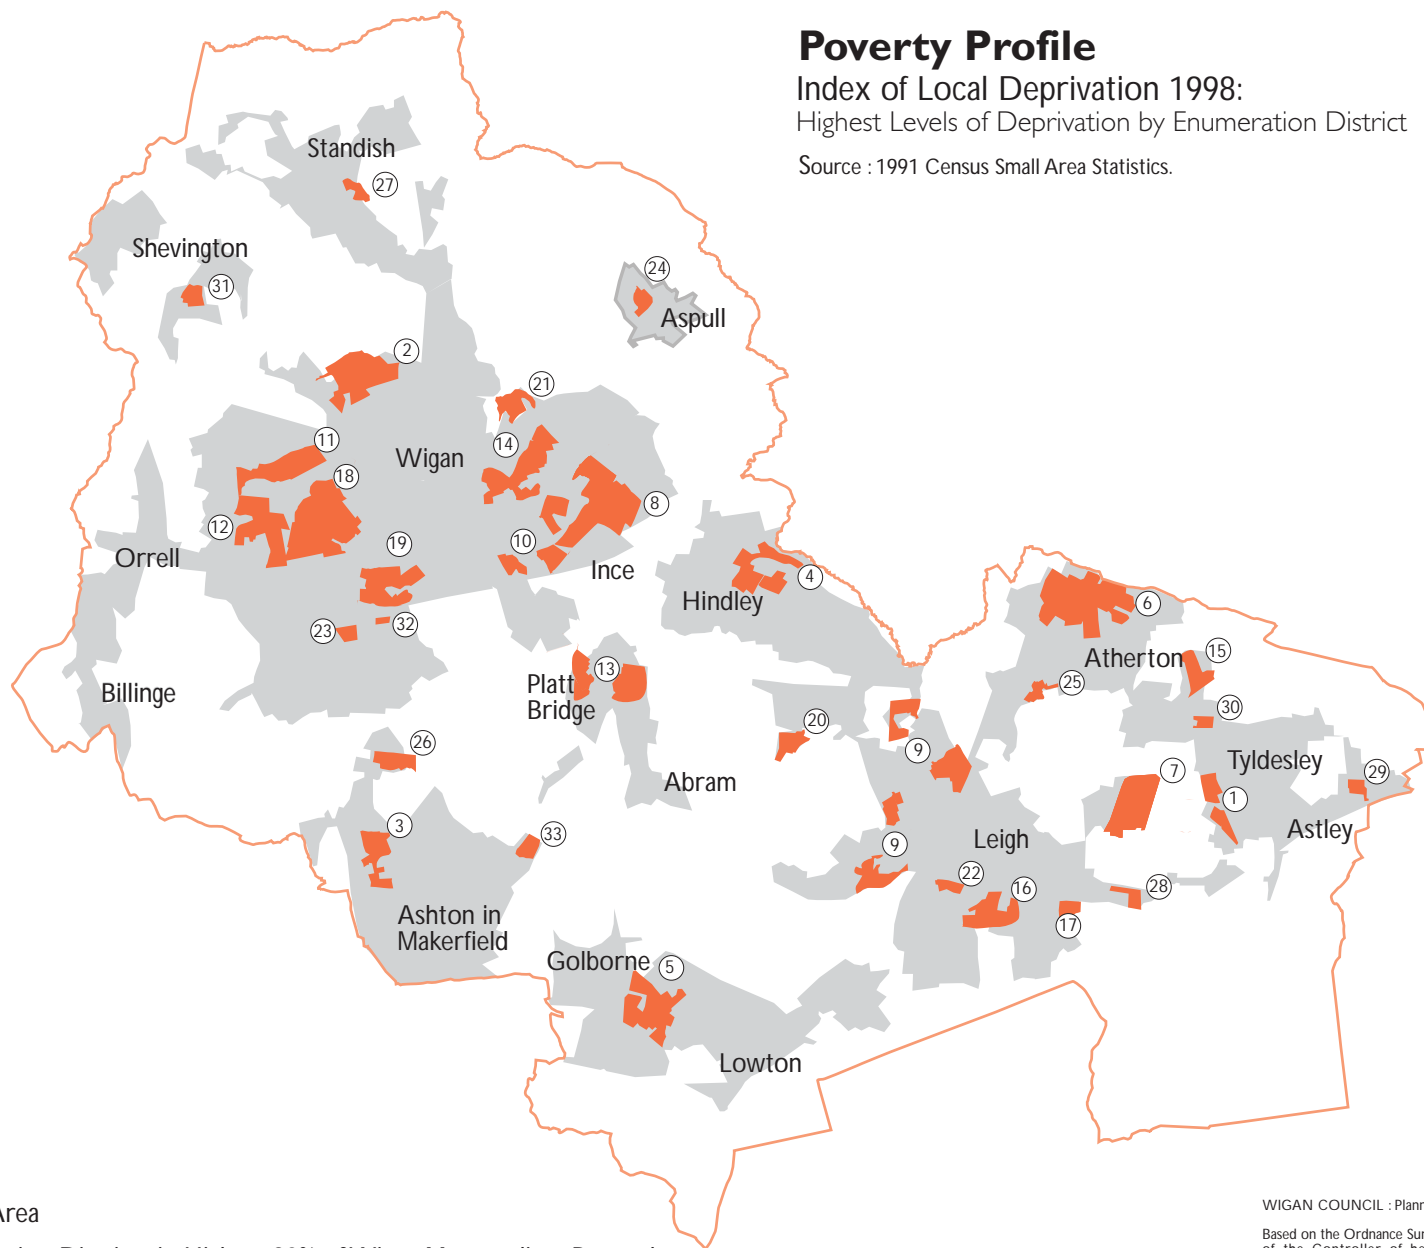 Poverty Profile
Index of Local Deprivation 1998:
Highest Levels of Deprivation by Enumeration District
Source : 1991 Census Small Area Statistics.
Standish
27
Shevington
31
24
Aspull
2
21
11
14
Wigan
18
8
12
10
19
Orrell
Ince
4
Hindley
6
23
32
Atherton
15
13
25
Platt
Bridge
Billinge
30
20
26
9
Tyldesley
7
29
Abram
1
3
33
Astley
Leigh
9
22
16
28
Ashton in
Makerfield
17
Golborne
5
Lowton
Area
WIGAN COUNCIL : Plann
Based on the Ordnance Sur